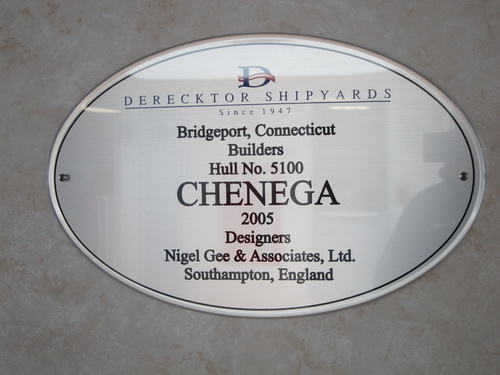 D
DERECKTOR SHIPYARDS
Since 1947
Bridgeport, Connecticut
Builders
Hull No. 5100
CHENEGA
2005
Designers
Nigel Gee & Associates, Ltd.
Southampton, England